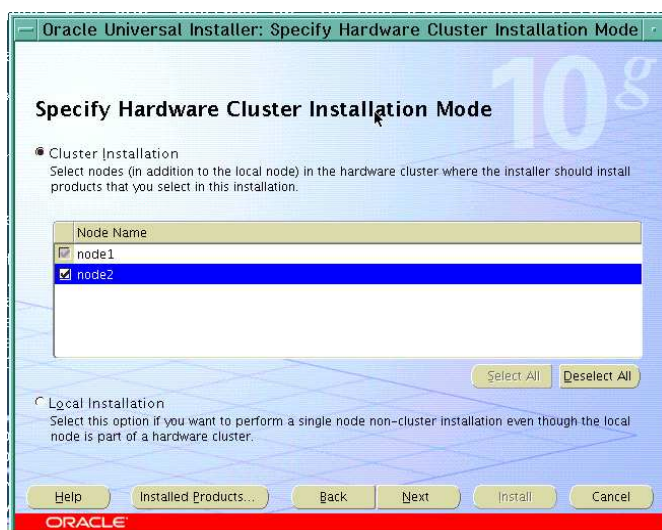 Oracle Universal Installer: Specify Hardware Cluster Installation Mode
10g
Specify Hardware Cluster Installation Mode
Cluster Installation
Select nodes (in addition to the local node) in the hardware cluster where the installer should install
products that you select in this installation.
Node Name
node1
node2
Select All
Deselect All
Local Installation
Select this option if you want to perform a single node non-cluster installation even though the local
node is part of a hardware cluster.
Help
Installed Products...
Back
Next
Install
Cancel
ORACLE